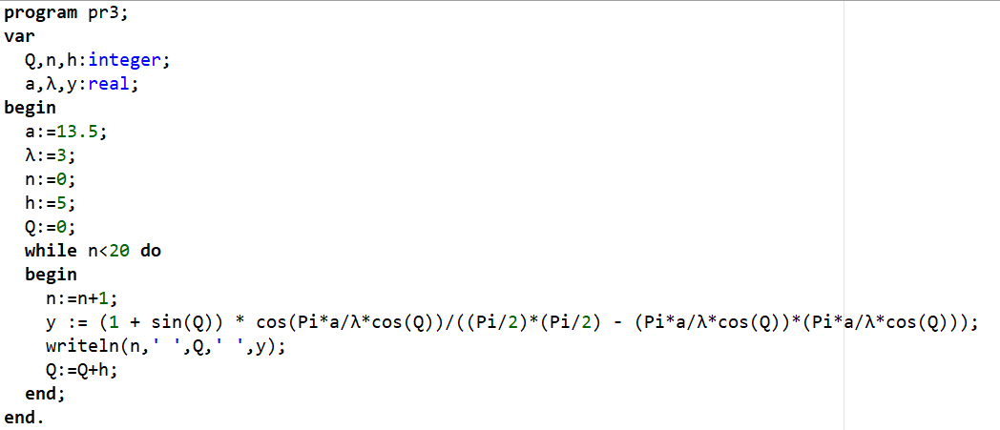 program pr3;
var
  Q,n,h:integer;
  a,λ,y:real;
begin
  a:=13.5;
  λ:=3;
  n:=0;
  h:=5;
  Q:=0;
  while n<20 do
  begin
    n:=n+1;
    y := (1 + sin(Q)) * cos(Pi*a/λ*cos(Q))/((Pi/2)*(Pi/2) - (Pi*a/λ*cos(Q))*(Pi*a/λ*cos(Q)));
    writeln(n,' ',Q,' ',y);
    Q:=Q+h;
  end;
end.